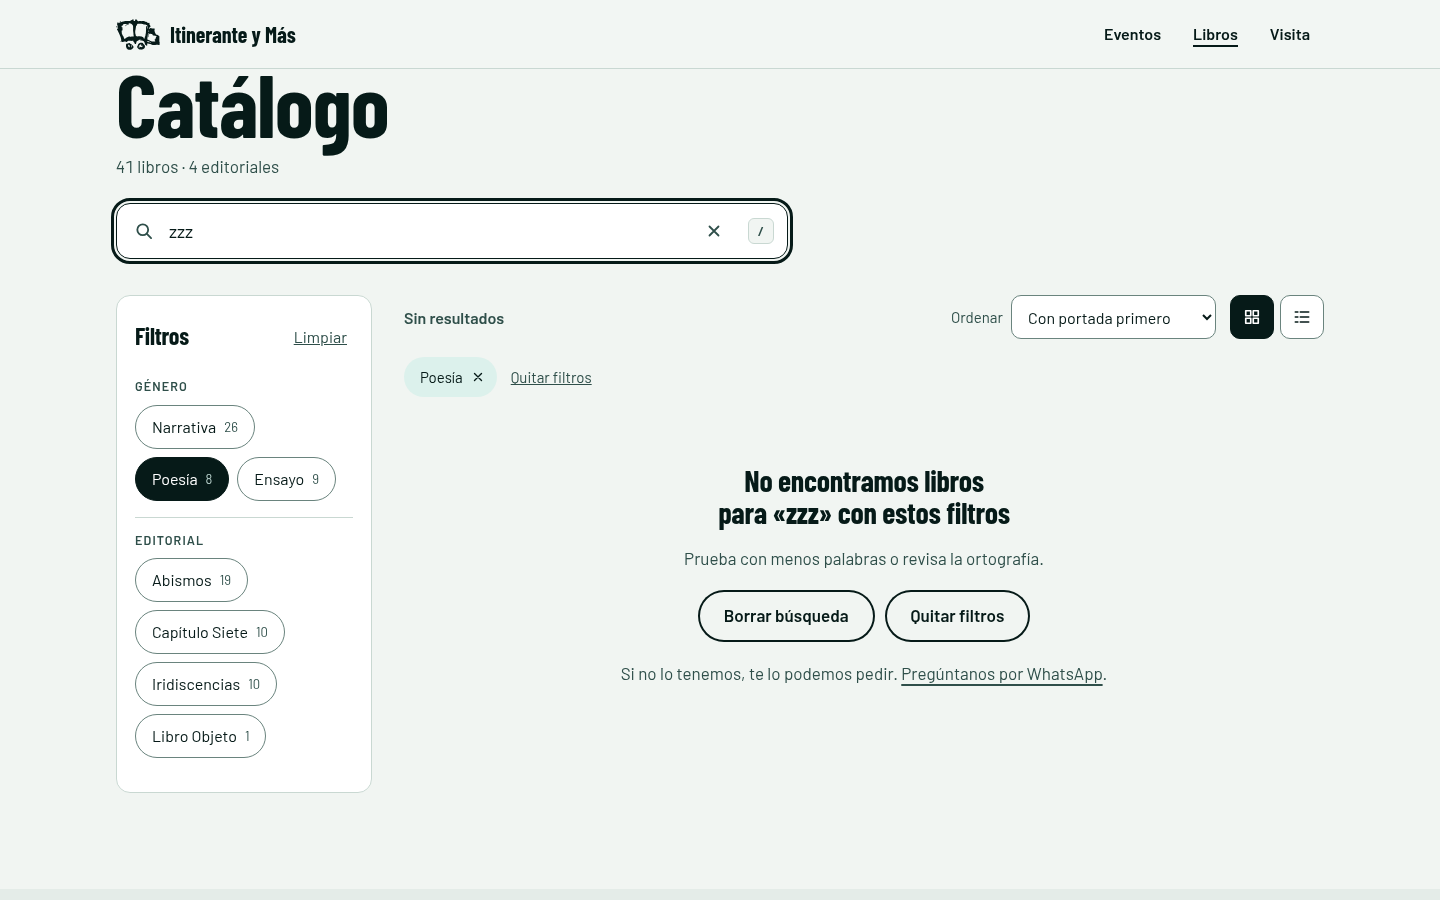 Itinerante y Más
Eventos
Libros
Visita
Catálogo
41 libros · 4 editoriales
zzz
/
Filtros
Limpiar
GÉNERO
Narrativa 26
Poesía 8
Ensayo 9
EDITORIAL
Abismos 19
Capítulo Siete 10
Iridiscencias 10
Libro Objeto 1
Sin resultados
Ordenar
Con portada primero
Poesía
Quitar filtros
No encontramos libros
para «zzz» con estos filtros
Prueba con menos palabras o revisa la ortografía.
Borrar búsqueda
Quitar filtros
Si no lo tenemos, te lo podemos pedir. Pregúntanos por WhatsApp.